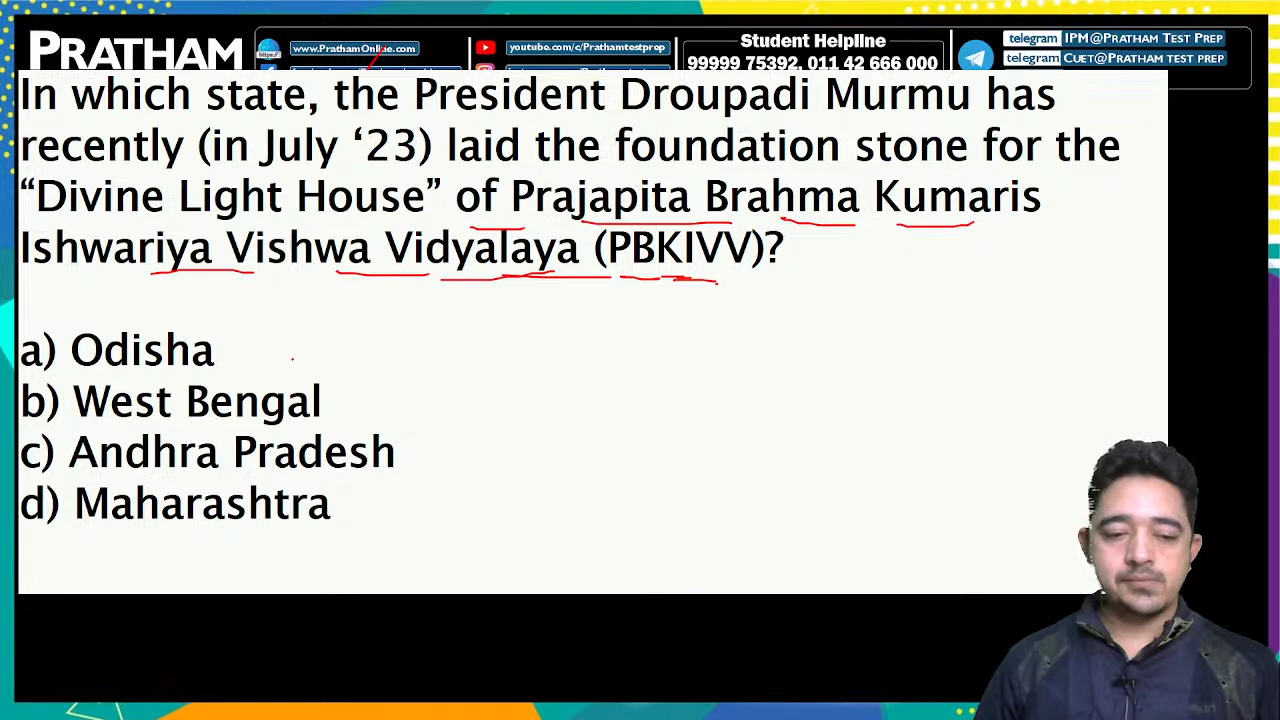 PRATHAM
https://
www.PrathamOnline.com
youtube.com/c/Prathamtestprep
Student Helpline
99999 75392, 011 42 666 000
telegram IPM@PRATHAM TEST PREP
telegram CUET@PRATHAM TEST PREP
In which state, the President Droupadi Murmu has
recently (in July ‘23) laid the foundation stone for the
“Divine Light House” of Prajapita Brahma Kumaris
Ishwariya Vishwa Vidyalaya (PBKIVV)?
a) Odisha
b) West Bengal
c) Andhra Pradesh
d) Maharashtra